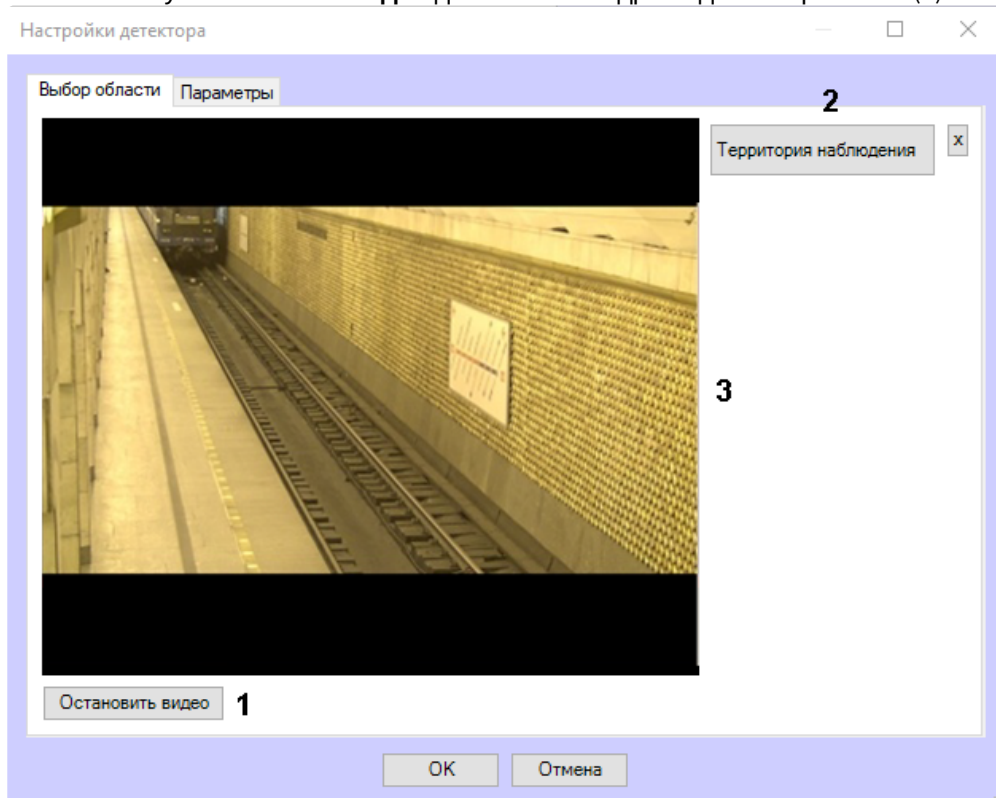 Настройки детектора
Выбор области
Параметры
2
Территория наблюдения
x
3
Остановить видео
1
OK
Отмена